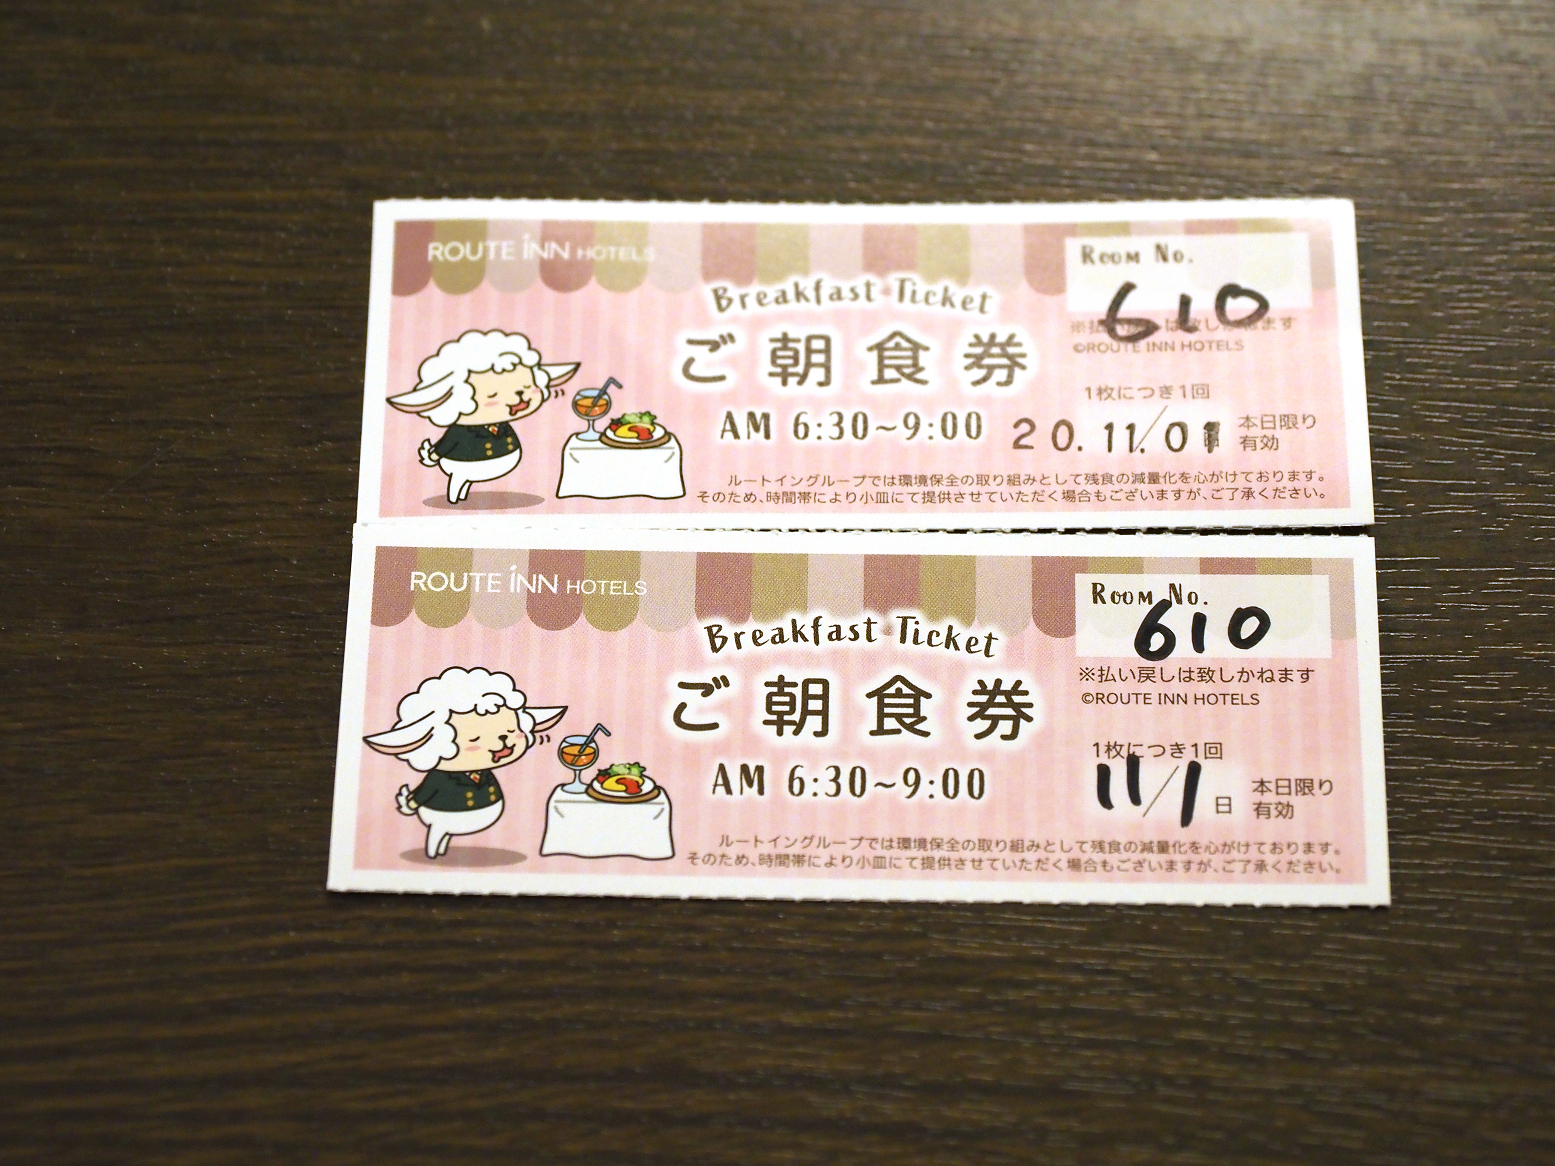 ROUTE INN HOTELS
Room No.
610
Breakfast Ticket
※払い戻しは致しかねます
©ROUTE INN HOTELS
ご朝食券
1枚につき1回
AM 6:30~9:00
20.11.01
本日限り
有効
ルートイングループでは環境保全の取り組みとして残食の減量化を心がけております。
そのため、時間帯により小皿にて提供させていただく場合もございますが、ご了承ください。
ROUTE INN HOTELS
Room No.
610
Breakfast Ticket
※払い戻しは致しかねます
©ROUTE INN HOTELS
ご朝食券
1枚につき1回
AM 6:30~9:00
11/1日
本日限り
有効
ルートイングループでは環境保全の取り組みとして残食の減量化を心がけております。
そのため、時間帯により小皿にて提供させていただく場合もございますが、ご了承ください。